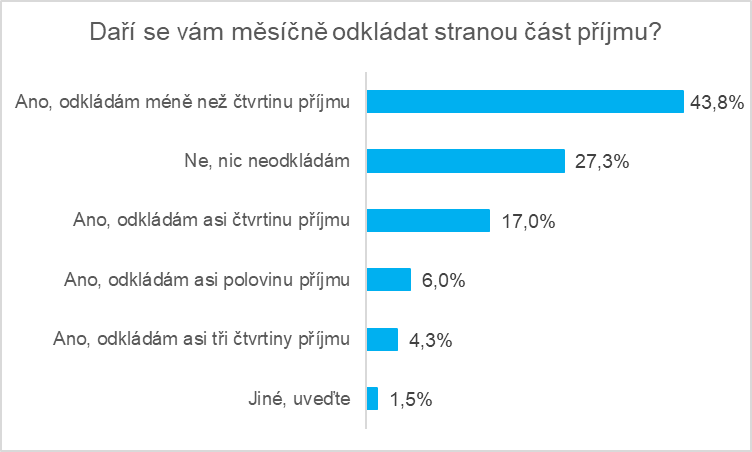 Daří se vám měsíčně odkládat stranou část příjmu?
Ano, odkládám méně než čtvrtinu příjmu 43,8%
Ne, nic neodkládám 27,3%
Ano, odkládám asi čtvrtinu příjmu 17,0%
Ano, odkládám asi polovinu příjmu 6,0%
Ano, odkládám asi tři čtvrtiny příjmu 4,3%
Jiné, uveďte 1,5%